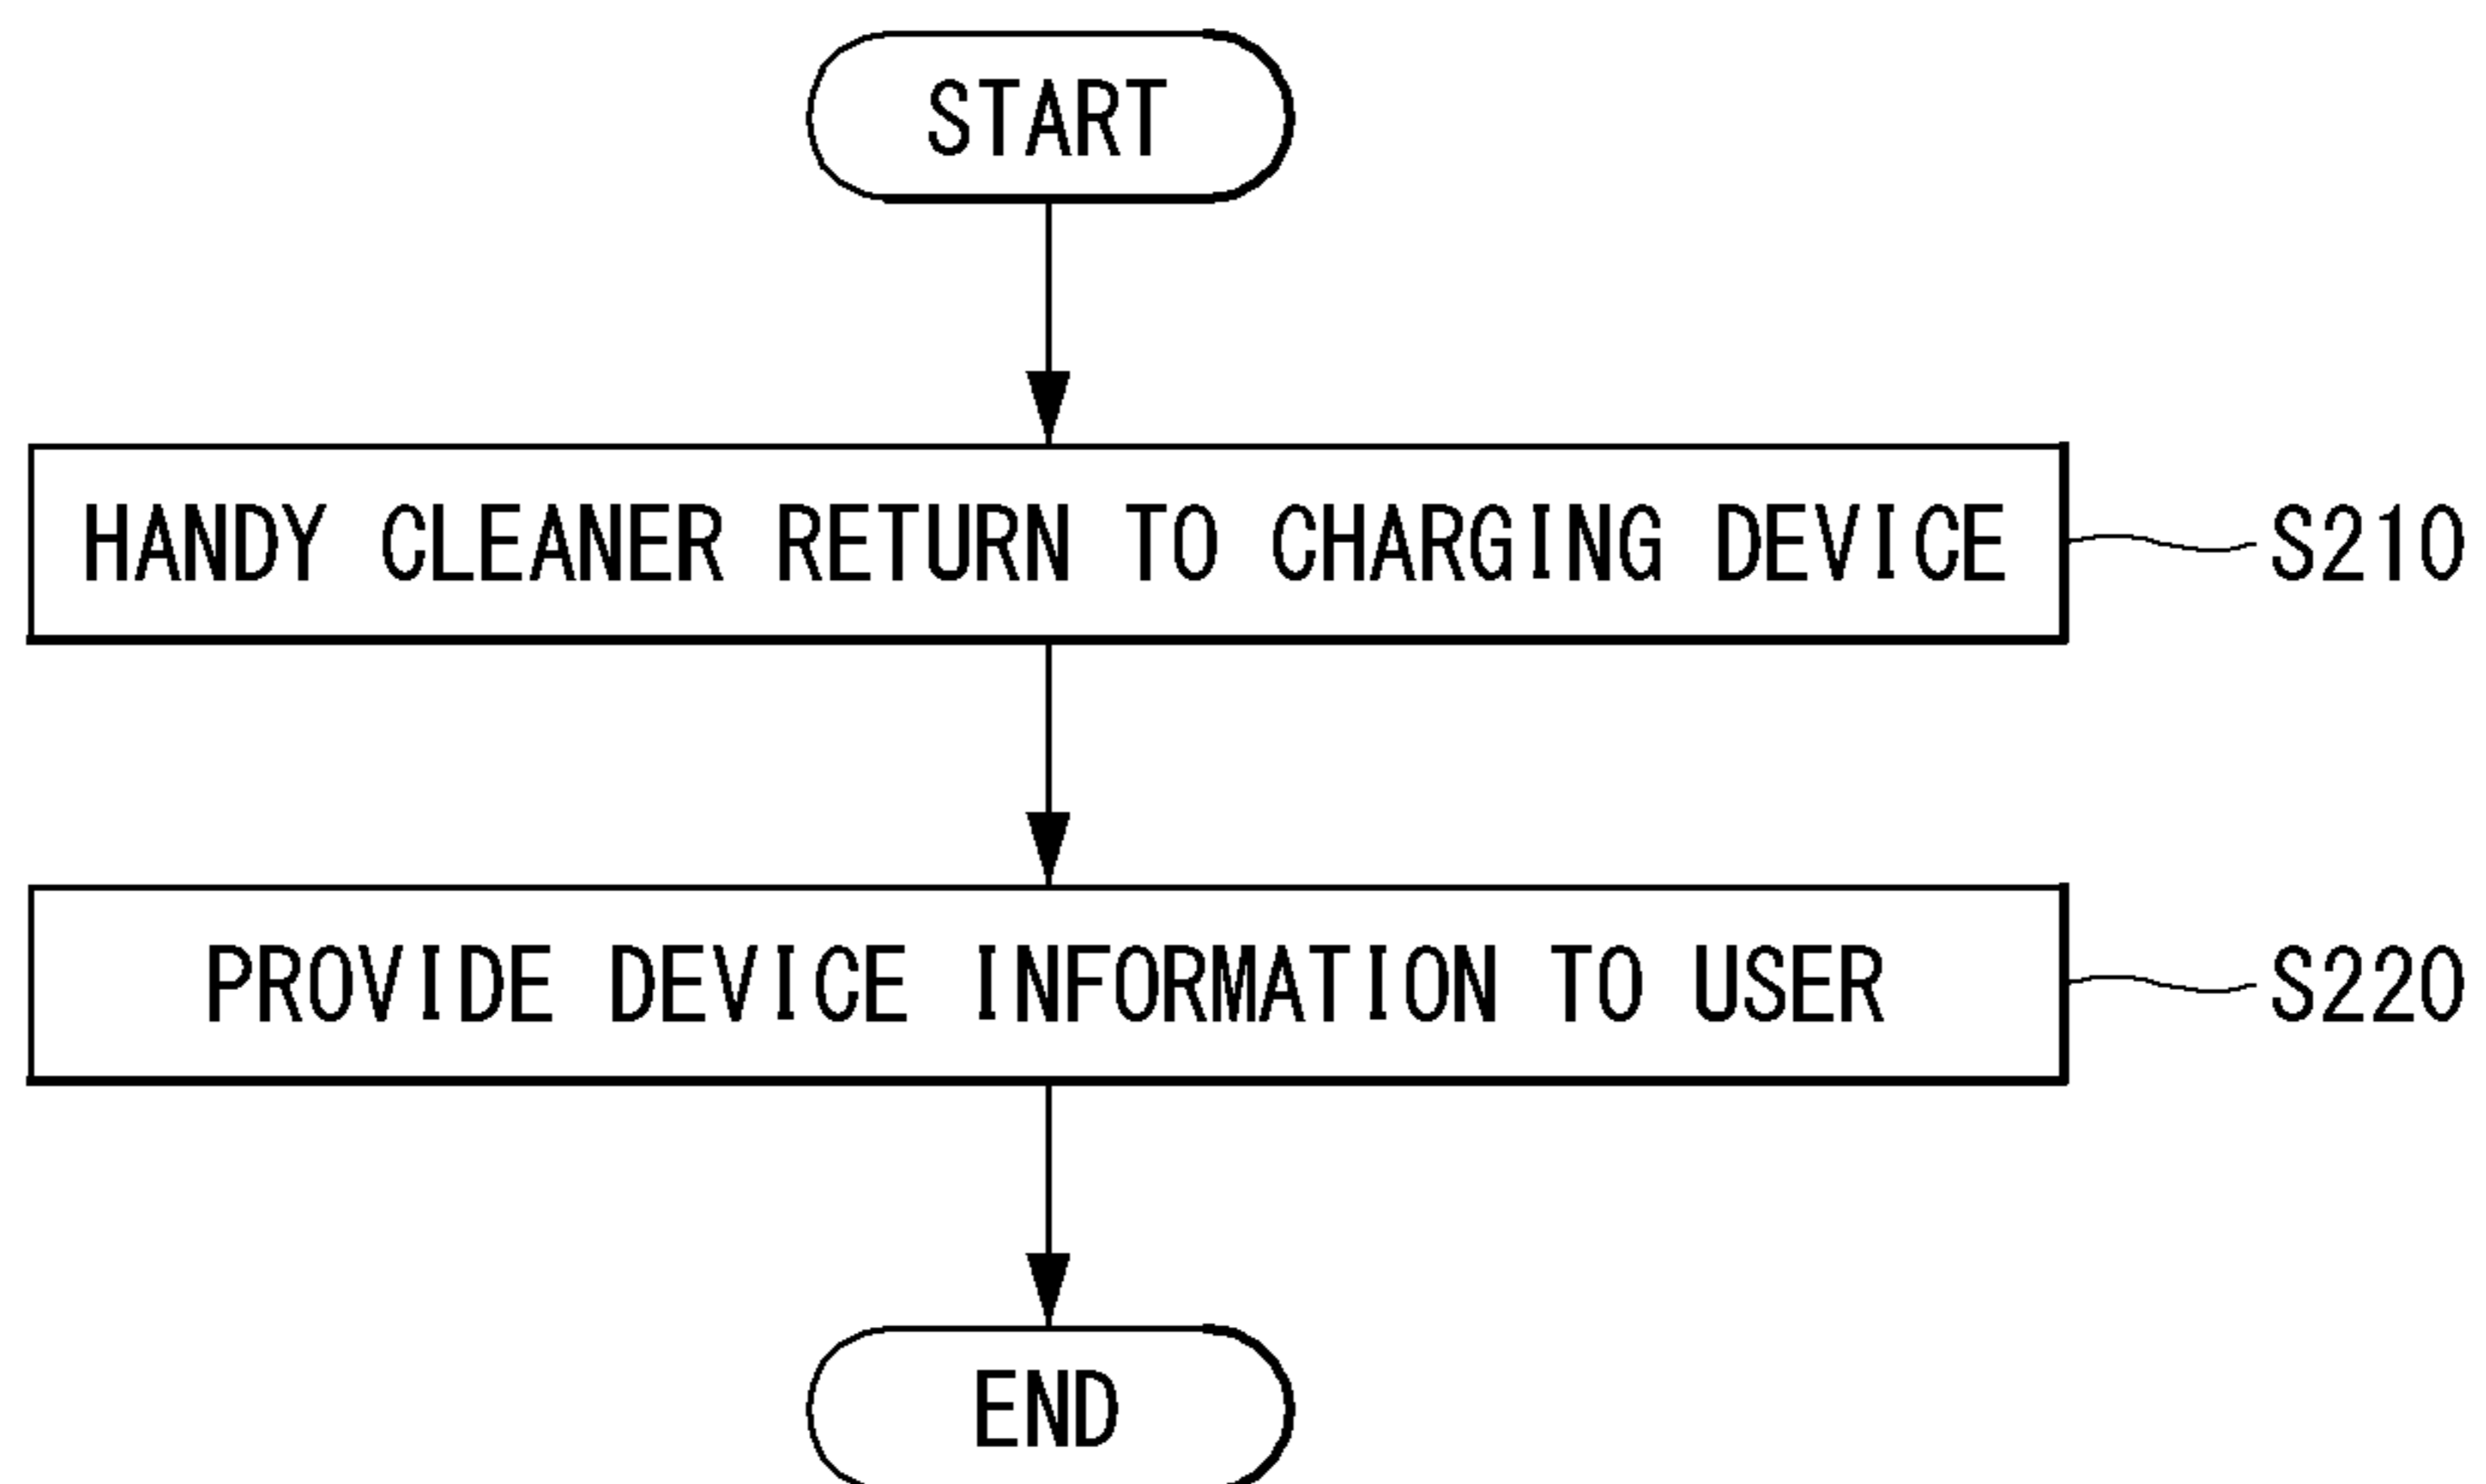 START
HANDY CLEANER RETURN TO CHARGING DEVICE
S210
PROVIDE DEVICE INFORMATION TO USER
S220
END